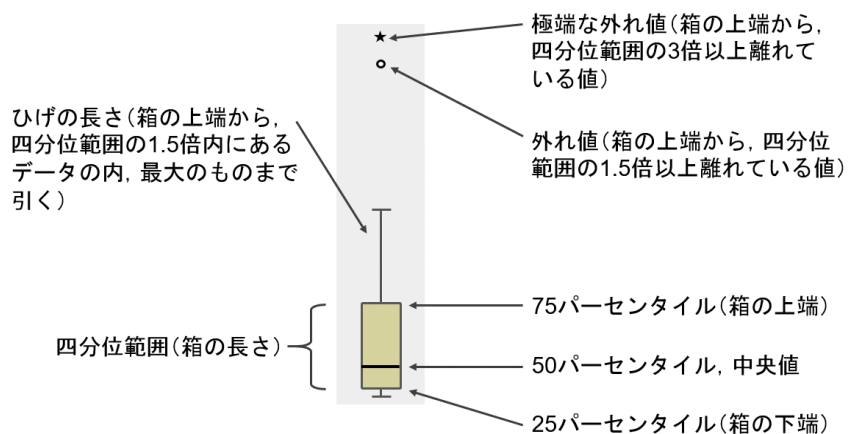 極端な外れ値（箱の上端から,
四分位範囲の3倍以上離れて
いる値）
ひげの長さ（箱の上端から,
四分位範囲の1.5倍内にある
データの内, 最大のものまで
引く）
外れ値（箱の上端から, 四分位
範囲の1.5倍以上離れている値）
75パーセンタイル（箱の上端）
四分位範囲（箱の長さ）
50パーセンタイル, 中央値
25パーセンタイル（箱の下端）